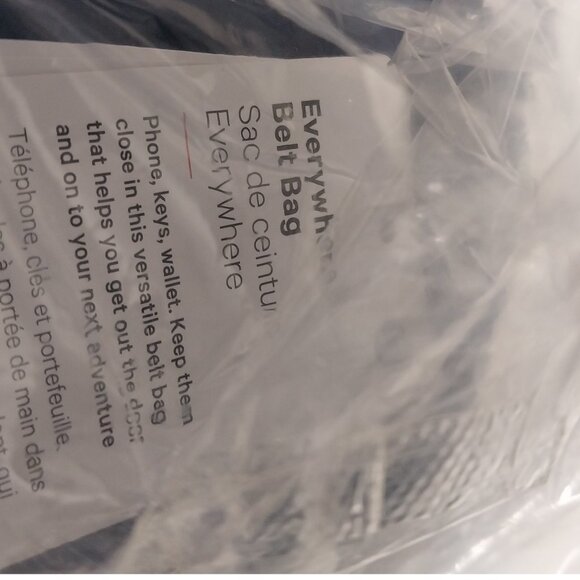 Everywhere
Belt Bag
Sac de ceintu
Everywhere
Phone, keys, wallet. Keep them
close in this versatile belt bag
that helps you get out the door
and on to your next adventure
Téléphone, clés et portefeuille.
à portée de main dans
qui